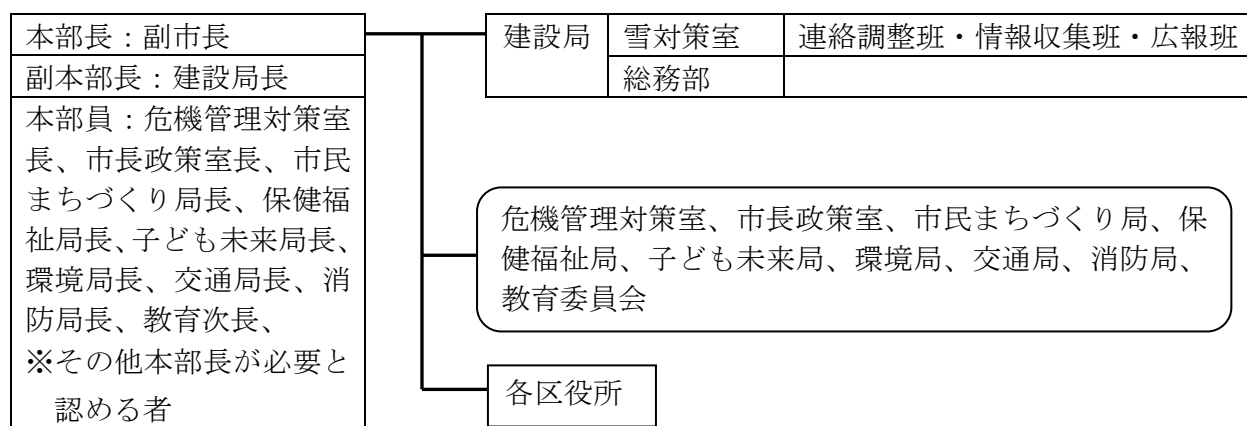 本部長：副市長
副本部長：建設局長
本部員：危機管理対策室
長、市長政策室長、市民
まちづくり局長、保健福
祉局長、子ども未来局長、
環境局長、交通局長、消
防局長、教育次長、
※その他本部長が必要と
認める者
建設局 雪対策室 連絡調整班・情報収集班・広報班
総務部
危機管理対策室、市長政策室、市民まちづくり局、保
健福祉局、子ども未来局、環境局、交通局、消防局、
教育委員会
各区役所